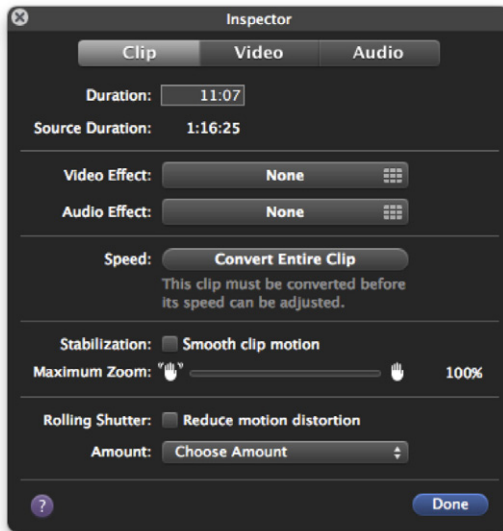 Inspector
Clip Video Audio
Duration: 11:07
Source Duration: 1:16:25
Video Effect: None
Audio Effect: None
Speed: Convert Entire Clip
This clip must be converted before
its speed can be adjusted.
Stabilization: Smooth clip motion
Maximum Zoom: 100%
Rolling Shutter: Reduce motion distortion
Amount: Choose Amount
? Done